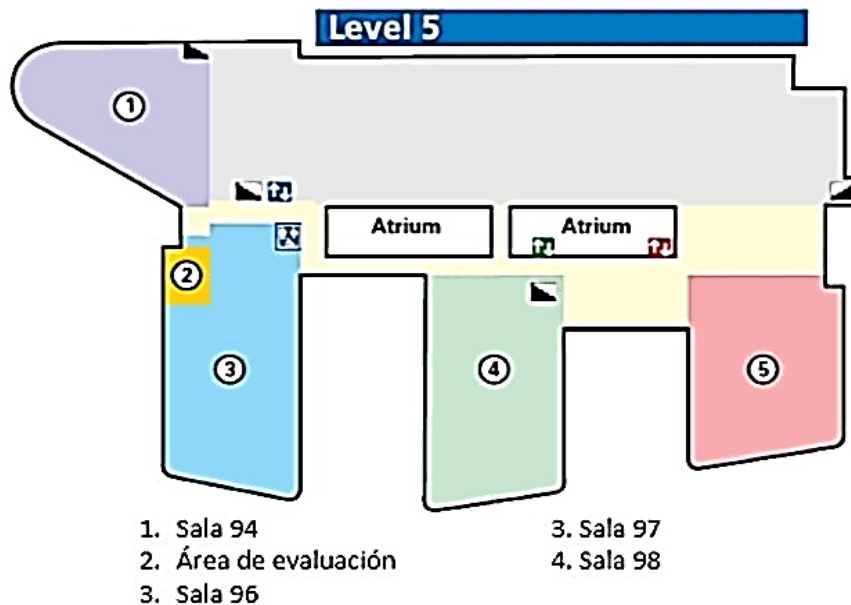 Level 5
1
Atrium
Atrium
2
3
4
5
1. Sala 94
2. Área de evaluación
3. Sala 96
3. Sala 97
4. Sala 98